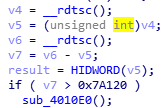 v4 = __rdtsc();
v5 = (unsigned int)v4;
v6 = __rdtsc();
v7 = v6 - v5;
result = HIDWORD(v5);
if ( v7 > 0x7A120 )
sub_4010E0();